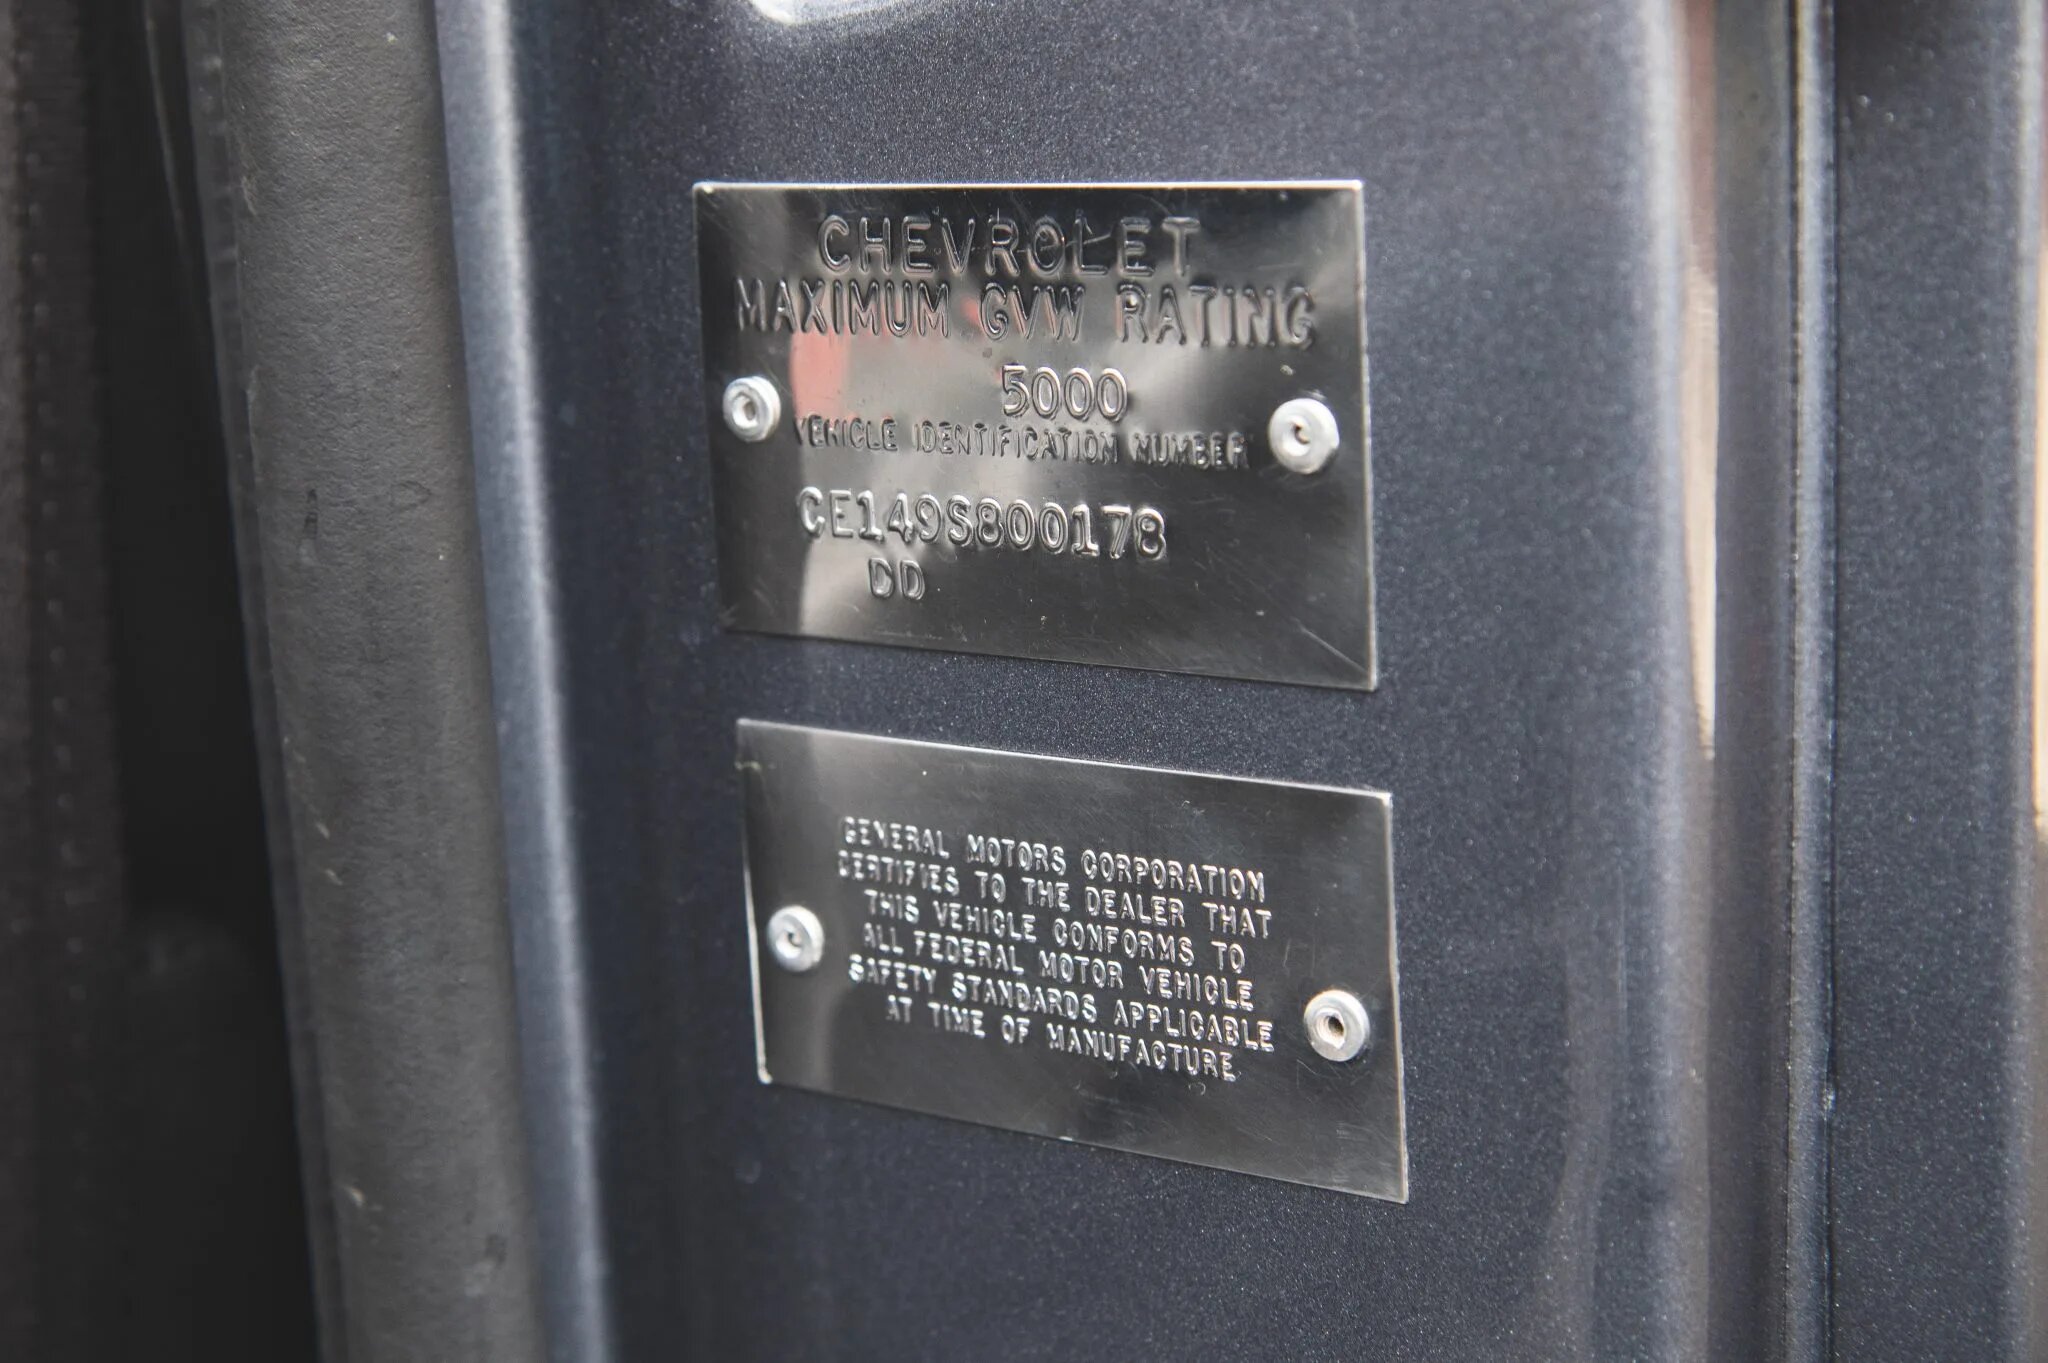 CHEVROLET
MAXIMUM GVW RATING
5000
VEHICLE IDENTIFICATION NUMBER
CE149S800178
DD
GENERAL MOTORS CORPORATION
CERTIFIES TO THE DEALER THAT
THIS VEHICLE CONFORMS TO
ALL FEDERAL MOTOR VEHICLE
SAFETY STANDARDS APPLICABLE
AT TIME OF MANUFACTURE